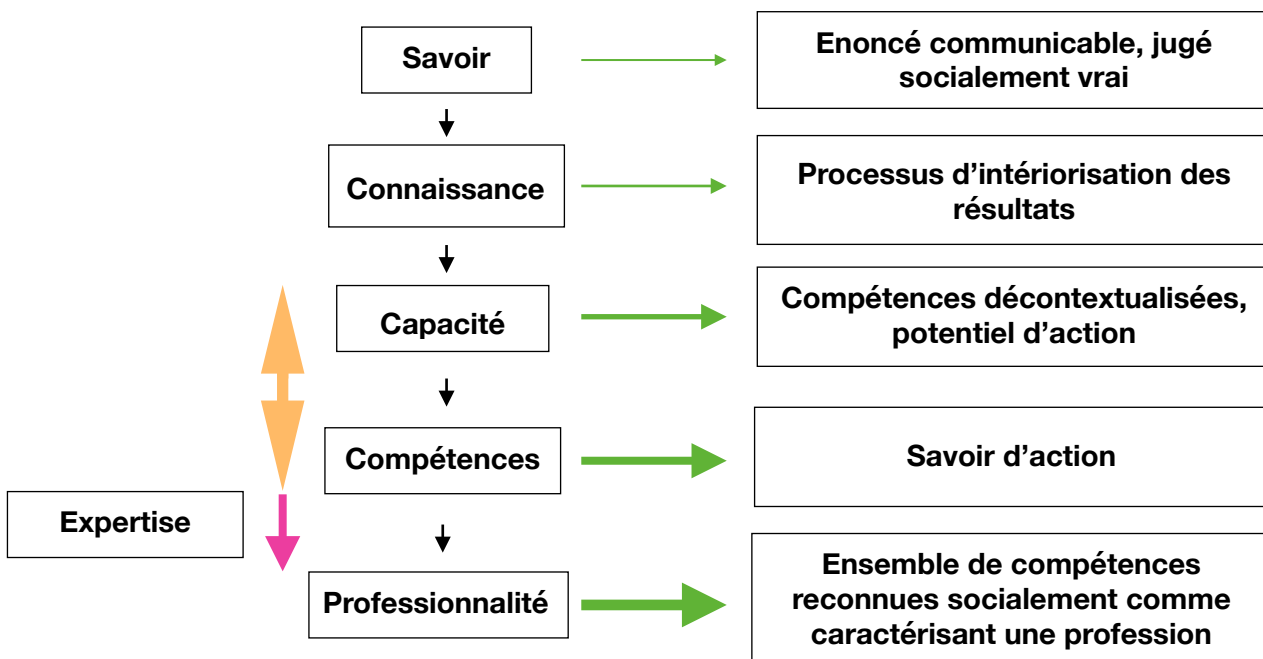 Savoir
Enoncé communicable, jugé
socialement vrai
Connaissance
Processus d’intériorisation des
résultats
Capacité
Compétences décontextualisées,
potentiel d’action
Compétences
Savoir d’action
Expertise
Professionnalité
Ensemble de compétences
reconnues socialement comme
caractérisant une profession